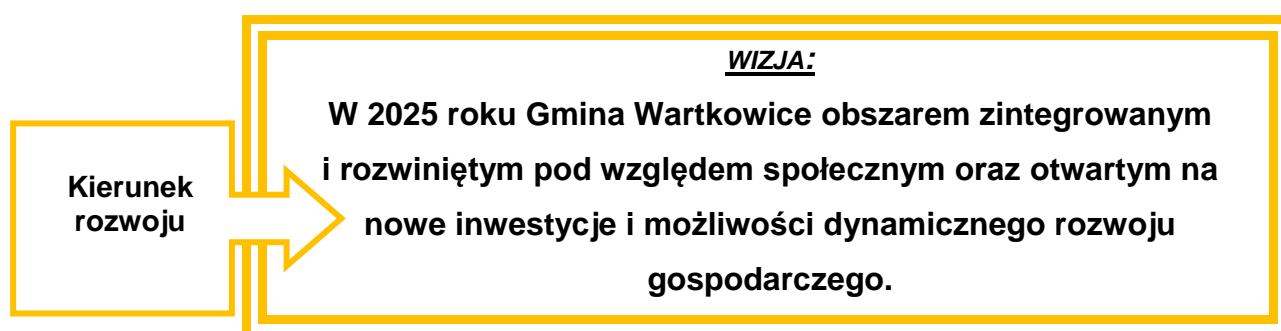 Kierunek
rozwoju
WIZJA:
W 2025 roku Gmina Wartkowice obszarem zintegrowanym
i rozwiniętym pod względem społecznym oraz otwartym na
nowe inwestycje i możliwości dynamicznego rozwoju
gospodarczego.